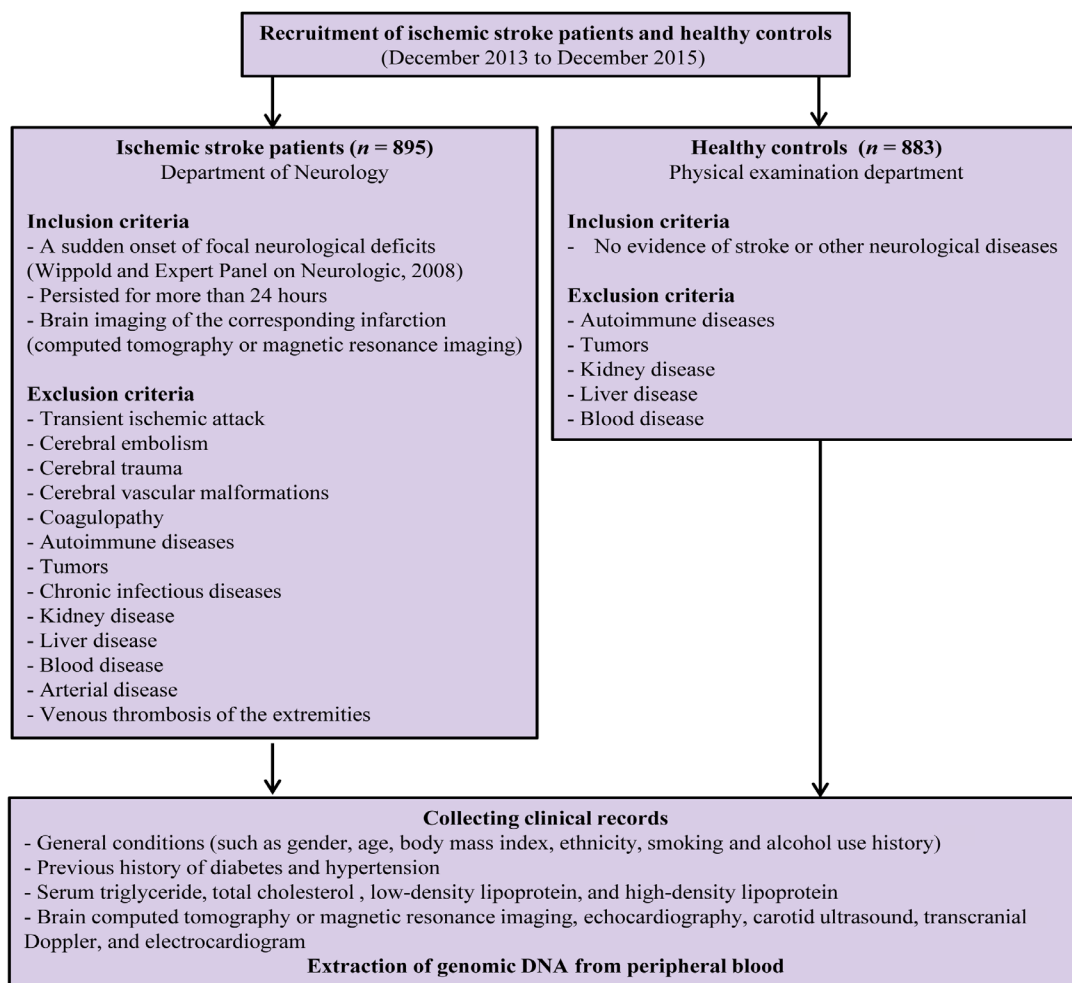 Recruitment of ischemic stroke patients and healthy controls
(December 2013 to December 2015)
Ischemic stroke patients (n = 895)
Department of Neurology
Inclusion criteria
- A sudden onset of focal neurological deficits
(Wippold and Expert Panel on Neurologic, 2008)
- Persisted for more than 24 hours
- Brain imaging of the corresponding infarction
(computed tomography or magnetic resonance imaging)
Exclusion criteria
- Transient ischemic attack
- Cerebral embolism
- Cerebral trauma
- Cerebral vascular malformations
- Coagulopathy
- Autoimmune diseases
- Tumors
- Chronic infectious diseases
- Kidney disease
- Liver disease
- Blood disease
- Arterial disease
- Venous thrombosis of the extremities
Healthy controls (n = 883)
Physical examination department
Inclusion criteria
- No evidence of stroke or other neurological diseases
Exclusion criteria
- Autoimmune diseases
- Tumors
- Kidney disease
- Liver disease
- Blood disease
Collecting clinical records
- General conditions (such as gender, age, body mass index, ethnicity, smoking and alcohol use history)
- Previous history of diabetes and hypertension
- Serum triglyceride, total cholesterol , low-density lipoprotein, and high-density lipoprotein
- Brain computed tomography or magnetic resonance imaging, echocardiography, carotid ultrasound, transcranial
Doppler, and electrocardiogram
Extraction of genomic DNA from peripheral blood